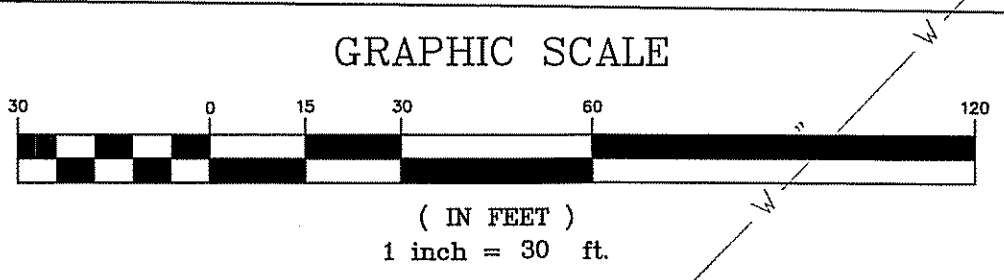 GRAPHIC SCALE
30 0 15 30 60 120
( IN FEET )
1 inch = 30 ft.
W
"
W